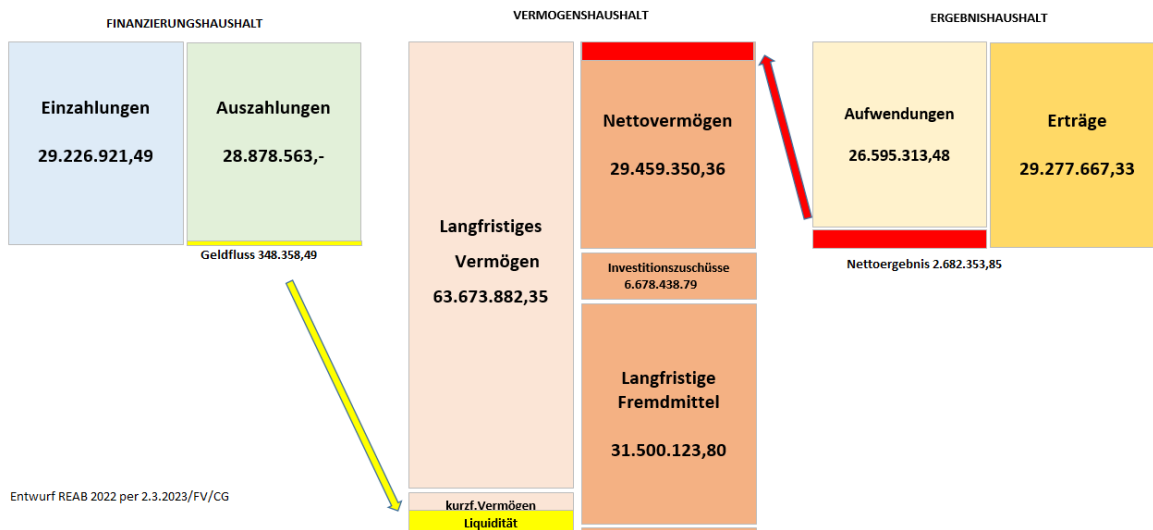 FINANZIERUNGSHAUSHALT
Einzahlungen
29.226.921,49
Auszahlungen
28.878.563,-
Geldfluss 348.358,49
VERMÖGENSHAUSHALT
Langfristiges
Vermögen
63.673.882,35
kurzf.Vermögen
Liquidität
Nettovermögen
29.459.350,36
Investitionszuschüsse
6.678.438.79
Langfristige
Fremdmittel
31.500.123,80
ERGEBNISHAUSHALT
Aufwendungen
26.595.313,48
Erträge
29.277.667,33
Nettoergebnis 2.682.353,85
Entwurf REAB 2022 per 2.3.2023/FV/CG